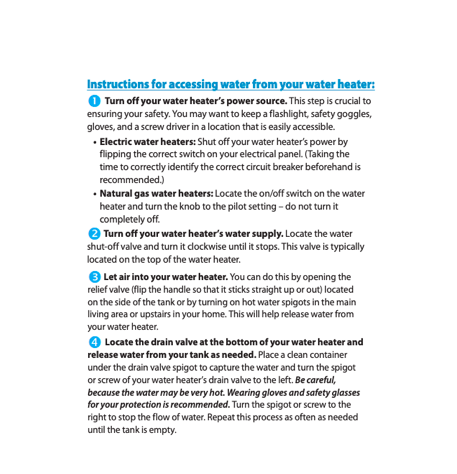 Instructions for accessing water from your water heater:
1 Turn off your water heater's power source. This step is crucial to
ensuring your safety. You may want to keep a flashlight, safety goggles,
gloves, and a screw driver in a location that is easily accessible.
• Electric water heaters: Shut off your water heater's power by
flipping the correct switch on your electrical panel. (Taking the
time to correctly identify the correct circuit breaker beforehand is
recommended.)
• Natural gas water heaters: Locate the on/off switch on the water
heater and turn the knob to the pilot setting – do not turn it
completely off.
2 Turn off your water heater's water supply. Locate the water
shut-off valve and turn it clockwise until it stops. This valve is typically
located on the top of the water heater.
3 Let air into your water heater. You can do this by opening the
relief valve (flip the handle so that it sticks straight up or out) located
on the side of the tank or by turning on hot water spigots in the main
living area or upstairs in your home. This will help release water from
your water heater.
4 Locate the drain valve at the bottom of your water heater and
release water from your tank as needed. Place a clean container
under the drain valve spigot to capture the water and turn the spigot
or screw of your water heater's drain valve to the left. Be careful,
because the water may be very hot. Wearing gloves and safety glasses
for your protection is recommended. Turn the spigot or screw to the
right to stop the flow of water. Repeat this process as often as needed
until the tank is empty.